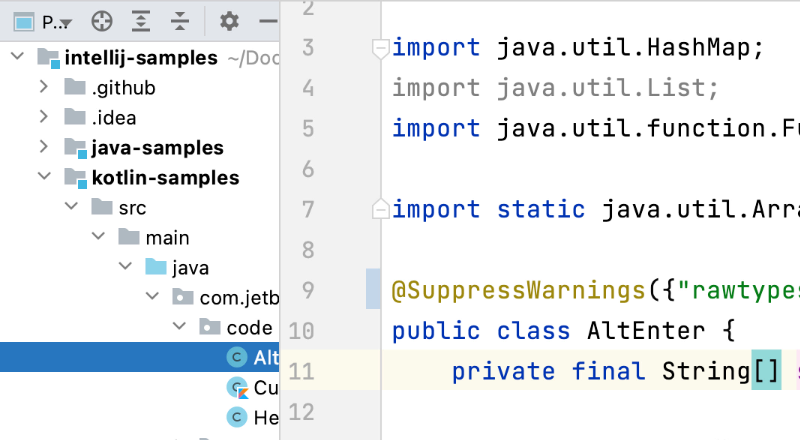 P...
intellij-samples ~/Doc
.github
.idea
java-samples
kotlin-samples
src
main
java
com.jetb
code
Alt
Cu
He
2
3 import java.util.HashMap;
4 import java.util.List;
5 import java.util.function.Fu
6
7 import static java.util.Arra
8
9 @SuppressWarnings({"rawtypes
10 public class AltEnter {
11 private final String[] s
12